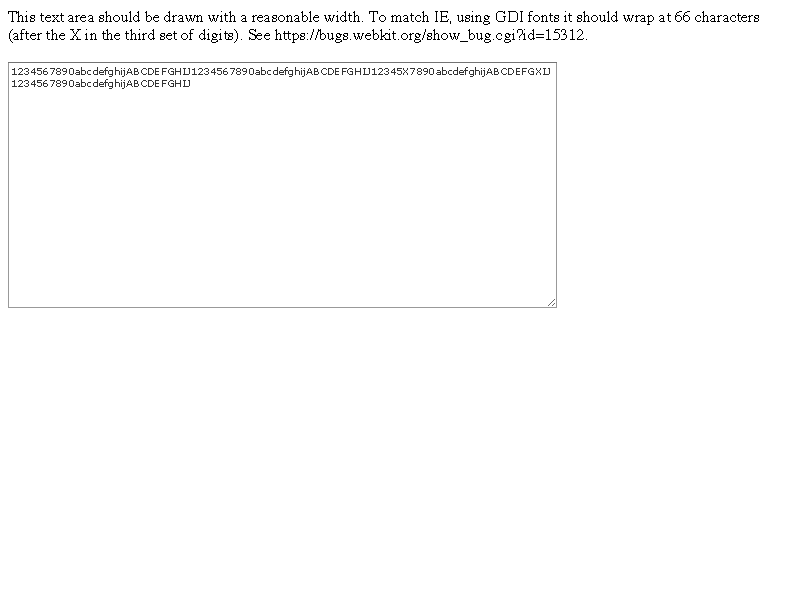 This text area should be drawn with a reasonable width. To match IE, using GDI fonts it should wrap at 66 characters
(after the X in the third set of digits). See https://bugs.webkit.org/show_bug.cgi?id=15312.
1234567890abcdefghijABCDEFGHIJ1234567890abcdefghijABCDEFGHIJ12345X7890abcdefghijABCDEFGXIJ
1234567890abcdefghijABCDEFGHIJ